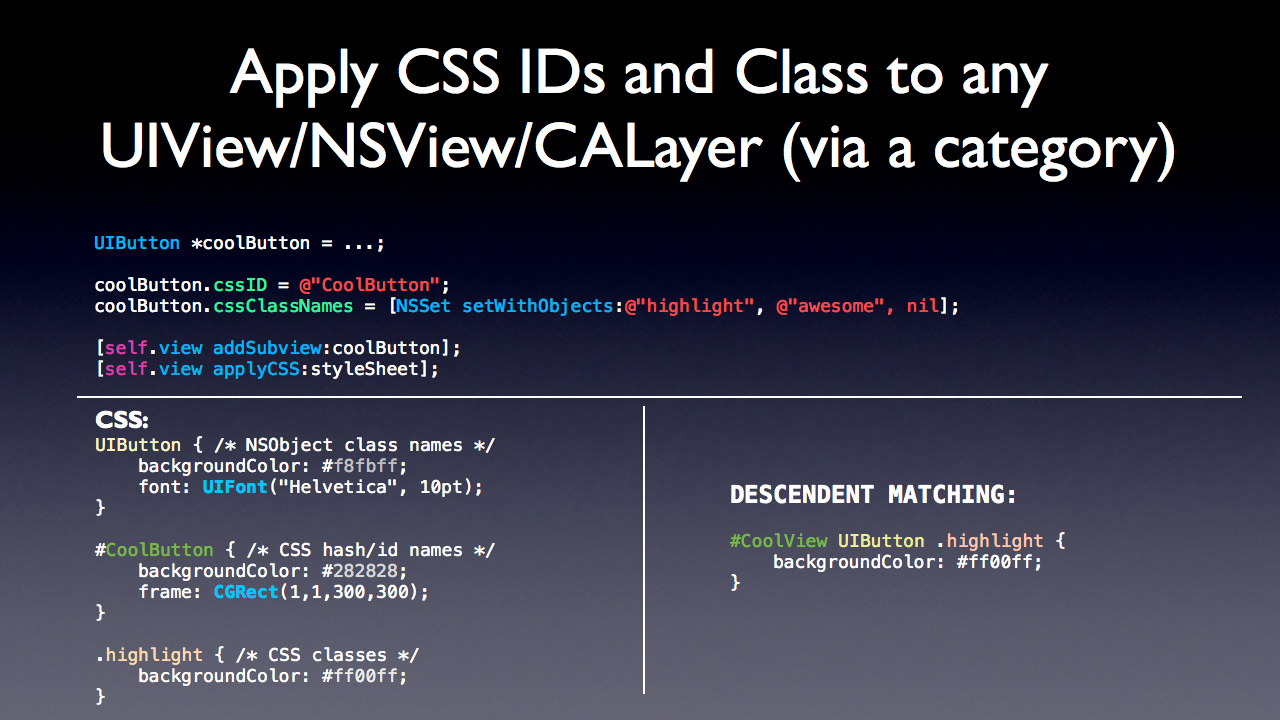 Apply CSS IDs and Class to any
UIView/NSView/CALayer (via a category)
UIButton *coolButton = ...;
coolButton.cssID = @"CoolButton";
coolButton.cssClassNames = [NSSet setWithObjects:@"highlight", @"awesome", nil];
[self.view addSubview:coolButton];
[self.view applyCSS:styleSheet];
CSS:
UIButton { /* NSObject class names */
backgroundColor: #f8fbff;
font: UIFont("Helvetica", 10pt);
}
#CoolButton { /* CSS hash/id names */
backgroundColor: #282828;
frame: CGRect(1,1,300,300);
}
.highlight { /* CSS classes */
backgroundColor: #ff00ff;
}
DESCENDENT MATCHING:
#CoolView UIButton .highlight {
backgroundColor: #ff00ff;
}